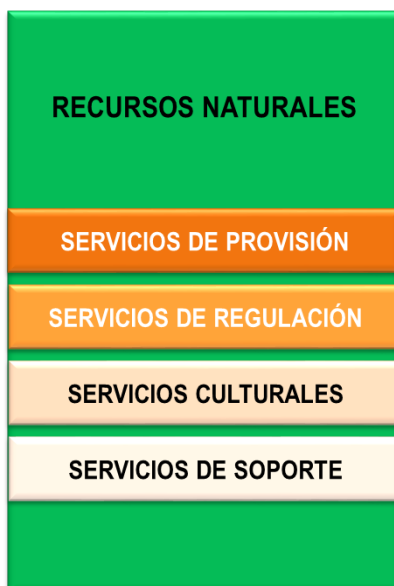 RECURSOS NATURALES
SERVICIOS DE PROVISIÓN
SERVICIOS DE REGULACIÓN
SERVICIOS CULTURALES
SERVICIOS DE SOPORTE